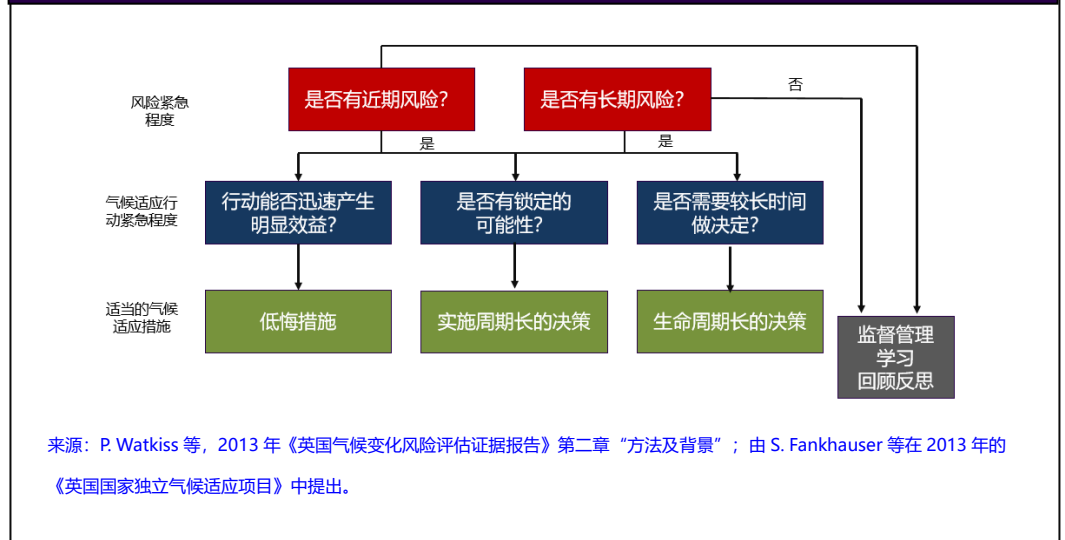 风险紧急
程度
是否有近期风险？
是否有长期风险？
否
是
是
气候适应行
动紧急程度
行动能否迅速产生
明显效益？
是否有锁定的
可能性？
是否需要较长时间
做决定？
适当的气候
适应措施
低悔措施
实施周期长的决策
生命周期长的决策
监督管理
学习
回顾反思
来源：P. Watkiss 等，2013 年《英国气候变化风险评估证据报告》第二章“方法及背景”；由 S. Fankhauser 等在 2013 年的
《英国国家独立气候适应项目》中提出。